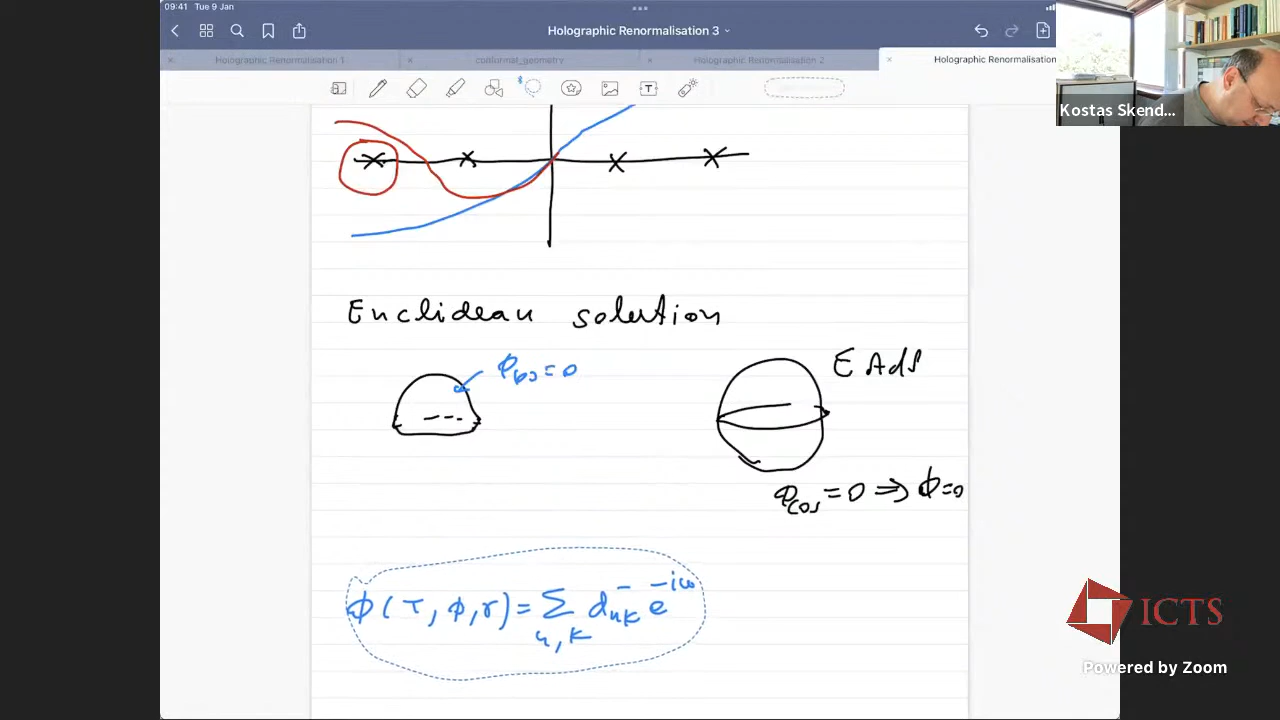 09:41 Tue 9 Jan
Holographic Renormalisation 3
Holographic Renormalisation 1
conformal_geometry
Holographic Renormalisation 2
Holographic Renormalisation
Kostas Skend...
Euclidean solution
φ(0) = 0
E AdS
φ(0) = 0 ⇒ Φ=0
ϕ(τ, ϕ, r) = Σ n, k d⁻nk e^-iω
ICTS
Powered by Zoom